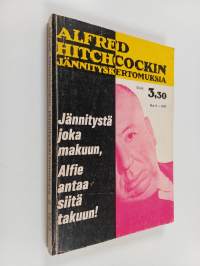 ALFRED
HITCHCOCKIN
JÄNNITYSKERTOMUKSIA
3,30
Jännitystä
joka
makuun,
Alfie
antaa
siitä
takuun!